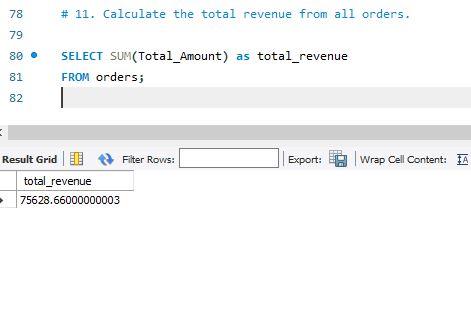 78 # 11. Calculate the total revenue from all orders.
79
80 SELECT SUM(Total_Amount) as total_revenue
81 FROM orders;
82
Result Grid Filter Rows: Export: Wrap Cell Content: IA
total_revenue
75628.66000000003